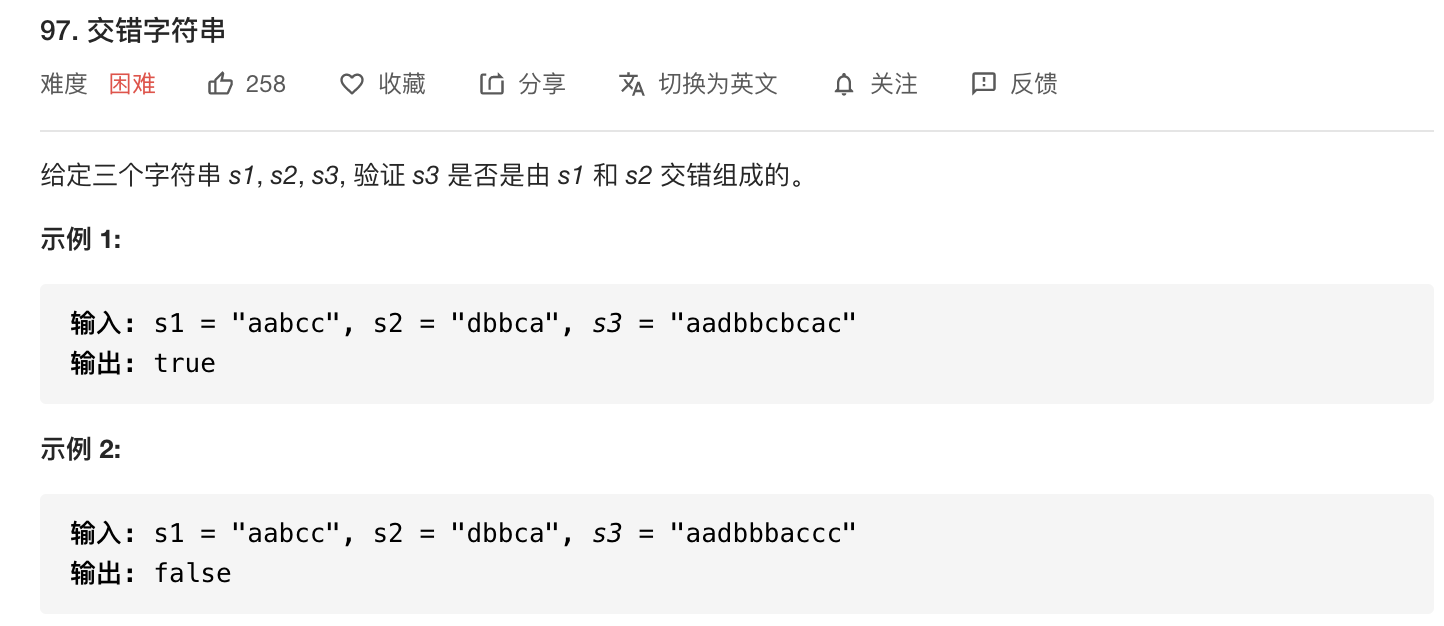 97. 交错字符串
难度 困难 258 收藏 分享 切换为英文 关注 反馈
给定三个字符串 s1, s2, s3, 验证 s3 是否是由 s1 和 s2 交错组成的。
示例 1:
输入: s1 = "aabcc", s2 = "dbbca", s3 = "aadbbcbcac"
输出: true
示例 2:
输入: s1 = "aabcc", s2 = "dbbca", s3 = "aadbbbaccc"
输出: false